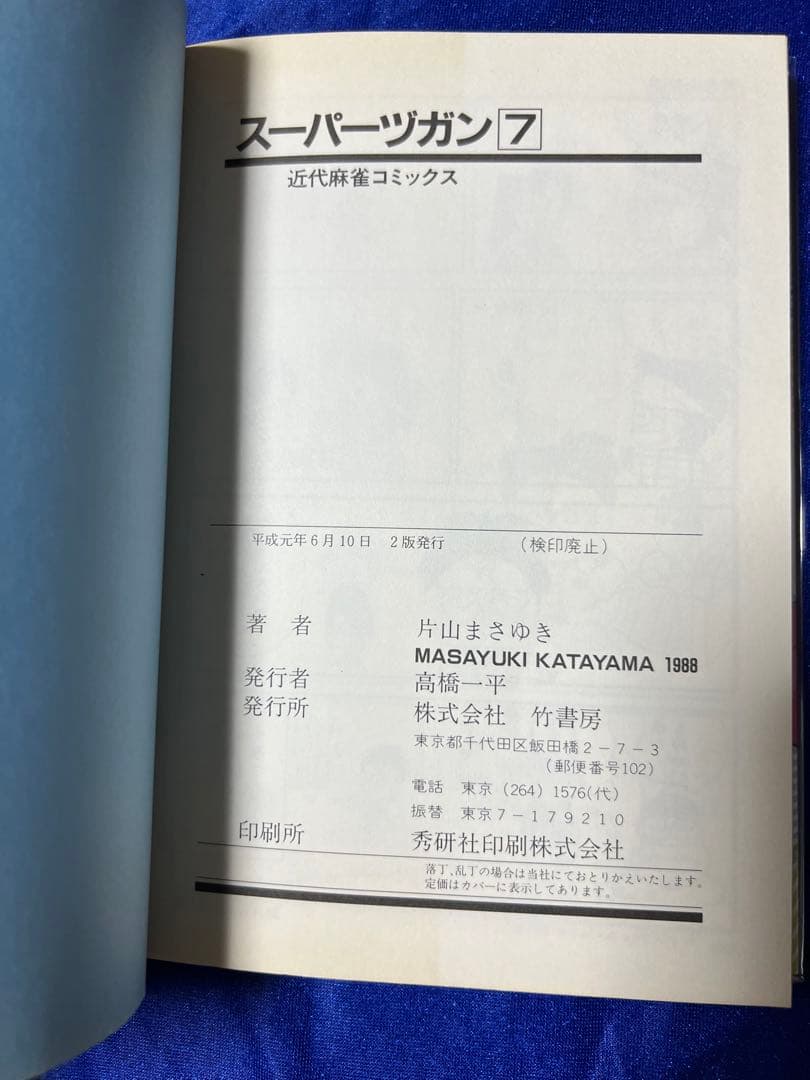 スーパーヅガン7
近代麻雀コミックス
平成元年6月10日 2版発行 (検印廃止)
著 者 片山まさゆき
MASAYUKI KATAYAMA 1988
発行者 高橋一平
発行所 株式会社 竹書房
東京都千代田区飯田橋2-7-3
(郵便番号102)
電話 東京 (264) 1576(代)
振替 東京7-179210
印刷所 秀研社印刷株式会社
落丁、乱丁の場合は当社にておとりかえいたします。
定価はカバーに表示してあります。